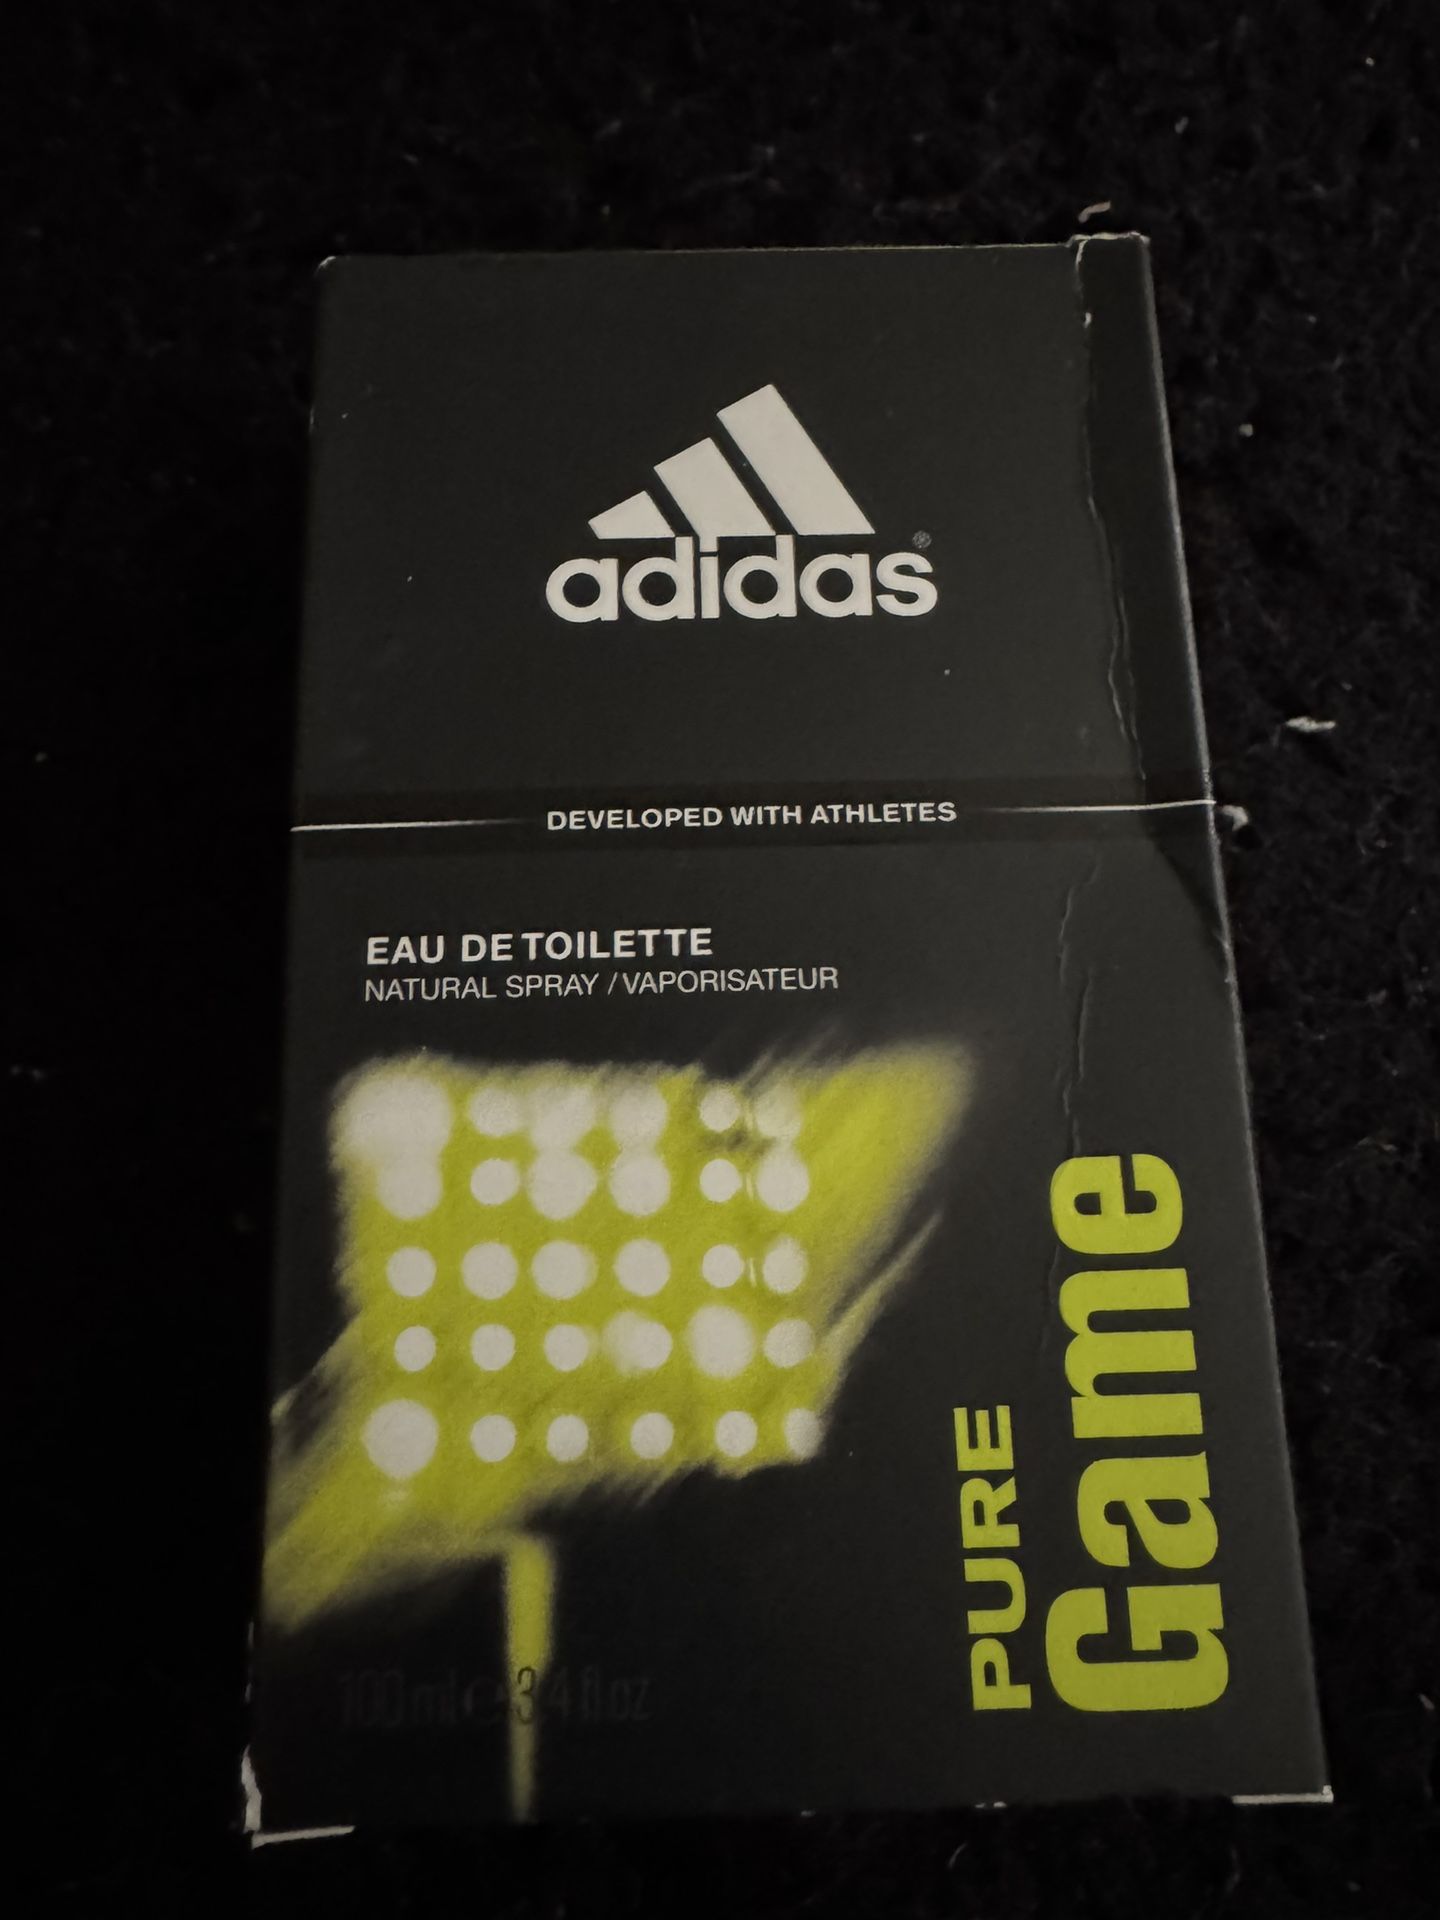 adidas®
DEVELOPED WITH ATHLETES
EAU DE TOILETTE
NATURAL SPRAY / VAPORISATEUR
PURE
Game
100 ml e 3.4 fl oz